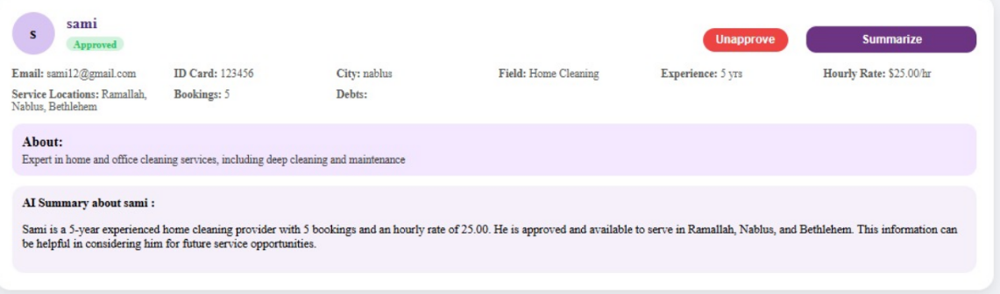 s
sami
Approved
Unapprove
Summarize
Email: sami12@gmail.com
ID Card: 123456
City: nablus
Field: Home Cleaning
Experience: 5 yrs
Hourly Rate: $25.00/hr
Service Locations: Ramallah,
Nablus, Bethlehem
Bookings: 5
Debts:
About:
Expert in home and office cleaning services, including deep cleaning and maintenance
AI Summary about sami :
Sami is a 5-year experienced home cleaning provider with 5 bookings and an hourly rate of 25.00. He is approved and available to serve in Ramallah, Nablus, and Bethlehem. This information can
be helpful in considering him for future service opportunities.